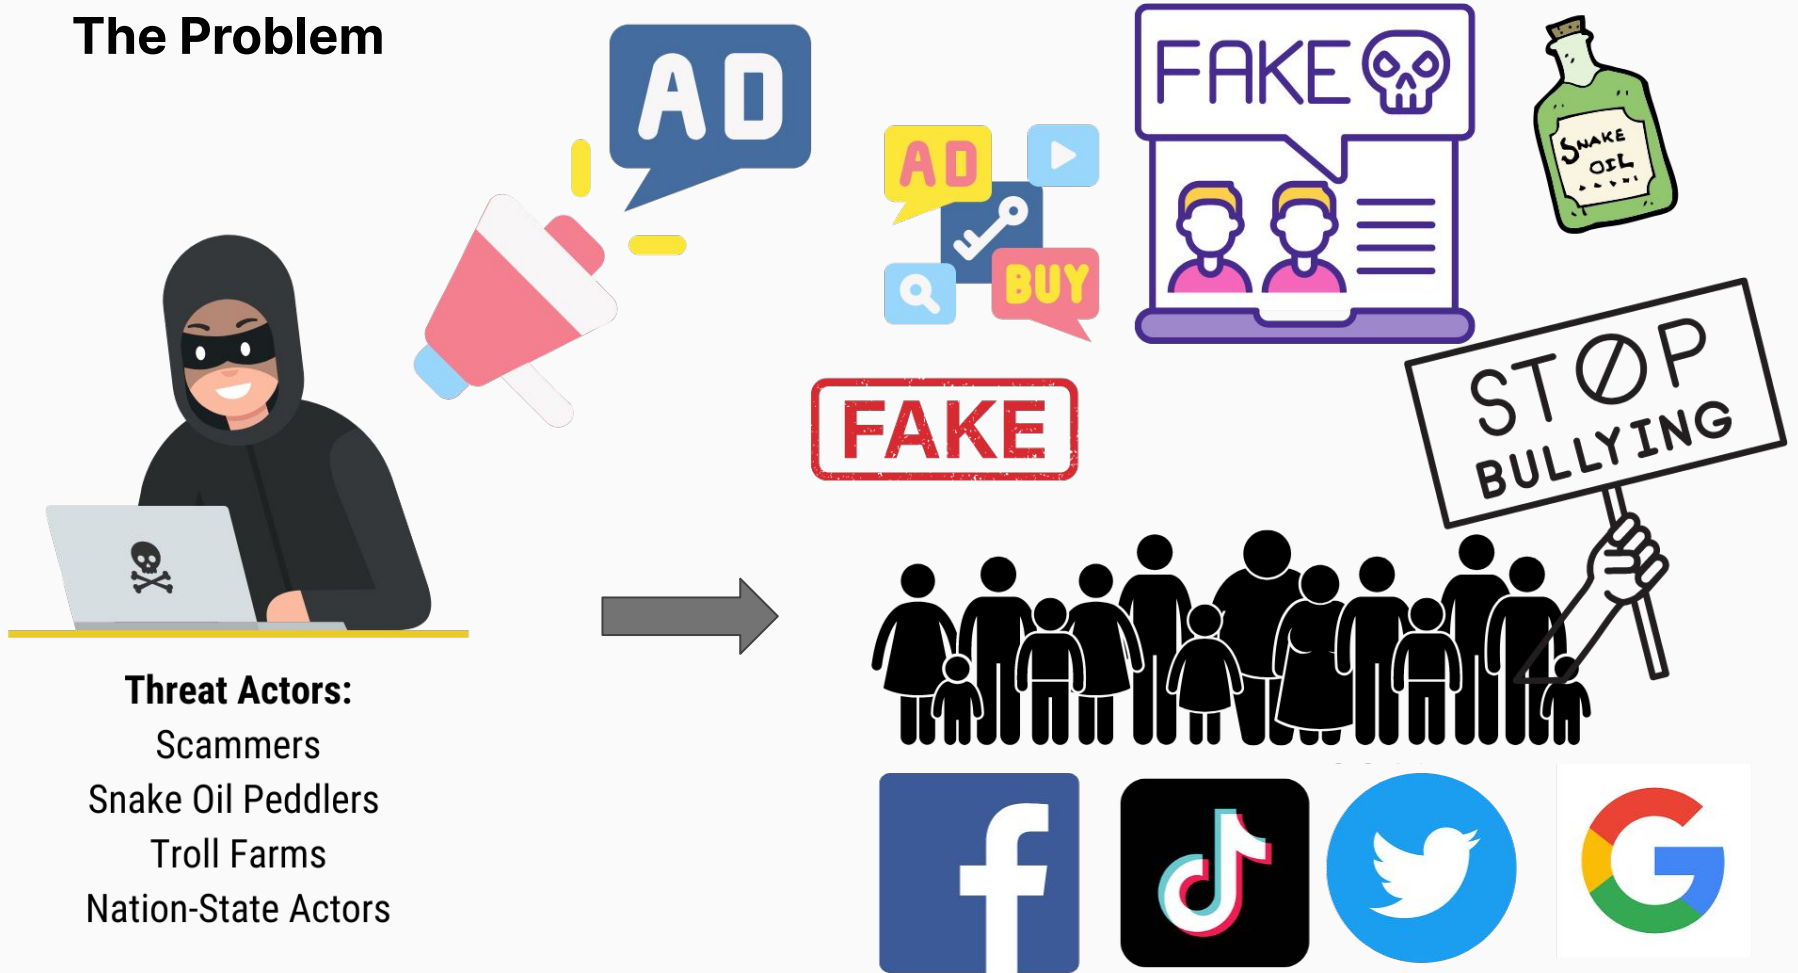 The Problem
AD
AD
BUY
FAKE
SNAKE
OIL
FAKE
STOP
BULLYING
Threat Actors:
Scammers
Snake Oil Peddlers
Troll Farms
Nation-State Actors